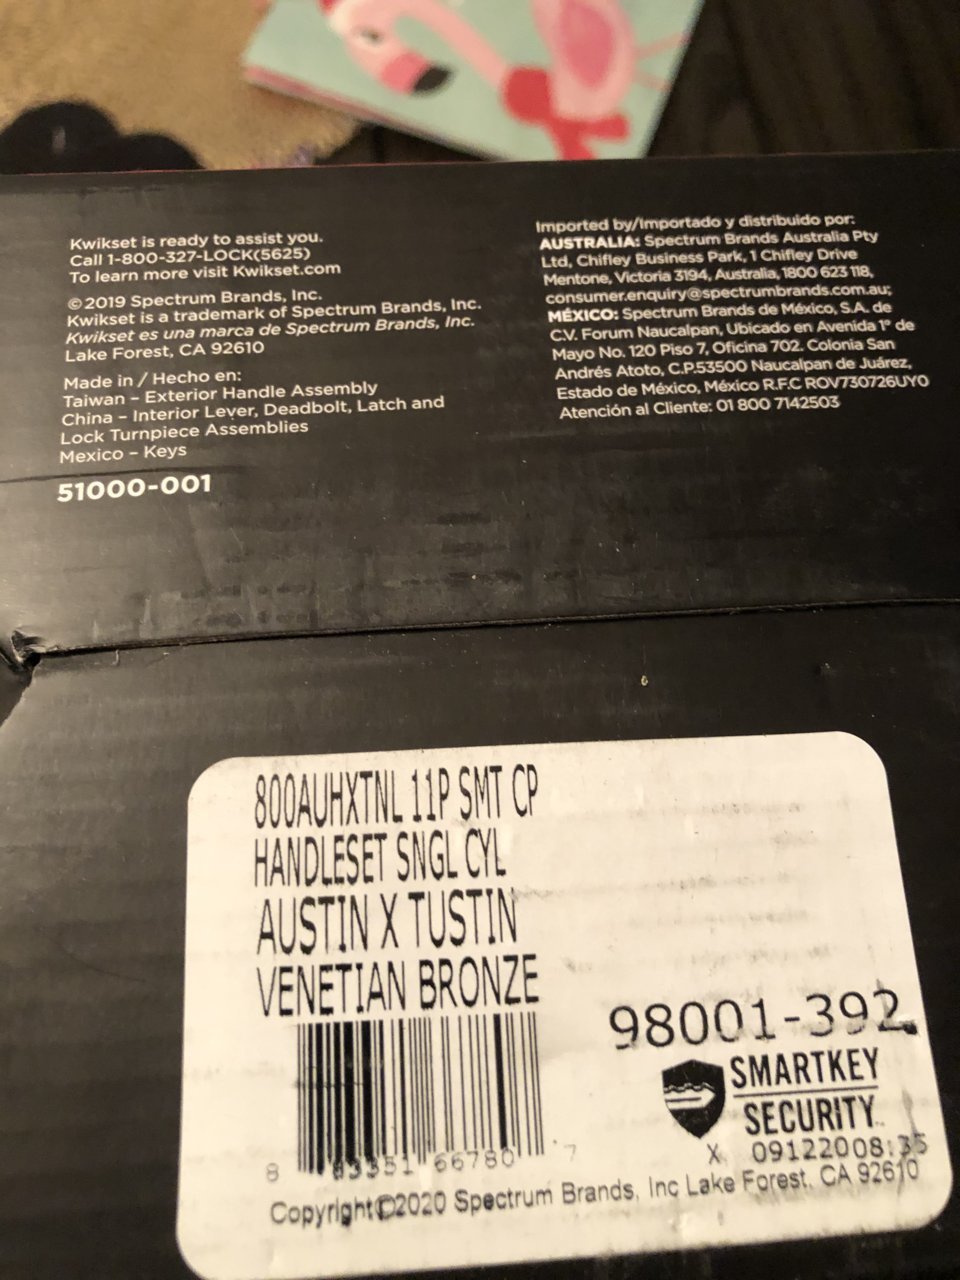 Kwikset is ready to assist you.
Call 1-800-327-LOCK(5625)
To learn more visit Kwikset.com
©2019 Spectrum Brands, Inc.
Kwikset is a trademark of Spectrum Brands, Inc.
Kwikset es una marca de Spectrum Brands, Inc.
Lake Forest, CA 92610
Made in / Hecho en:
Taiwan – Exterior Handle Assembly
China – Interior Lever, Deadbolt, Latch and
Lock Turnpiece Assemblies
Mexico – Keys
51000-001
Imported by/Importado y distribuido por:
AUSTRALIA: Spectrum Brands Australia Pty
Ltd, Chifley Business Park, 1 Chifley Drive
Mentone, Victoria 3194, Australia, 1800 623 118,
consumer.enquiry@spectrumbrands.com.au;
MÉXICO: Spectrum Brands de México, S.A. de
C.V. Forum Naucalpan, Ubicado en Avenida 1º de
Mayo No. 120 Piso 7, Oficina 702. Colonia San
Andrés Atoto, C.P.53500 Naucalpan de Juárez,
Estado de México, México R.F.C ROV730726UY0
Atención al Cliente: 01 800 7142503
800AUHXTNL 11P SMT CP
HANDLESET SNGL CYL
AUSTIN X TUSTIN
VENETIAN BRONZE
98001-392
SMARTKEY
SECURITY™
X 09122008:35
8 83351 66780 7
Copyright©2020 Spectrum Brands, Inc Lake Forest, CA 92610